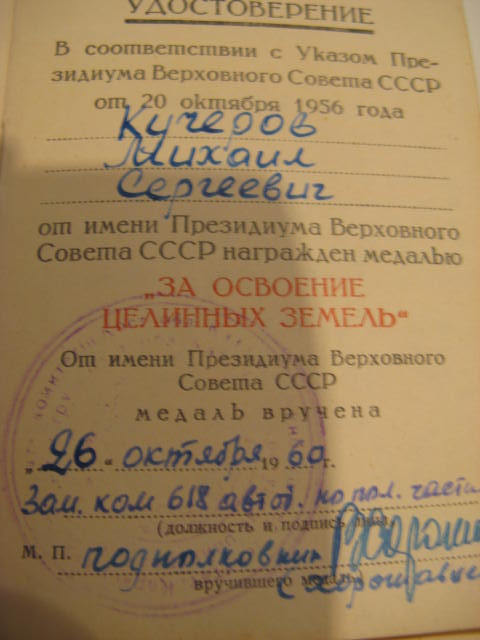 УДОСТОВЕРЕНИЕ
В соответствии с Указом Пре-
зидиума Верховного Совета СССР
от 20 октября 1956 года
Кучеров
Михаил
Сергеевич
от имени Президиума Верховного
Совета СССР награжден медалью
„ЗА ОСВОЕНИЕ
ЦЕЛИННЫХ ЗЕМЕЛЬ“
От имени Президиума Верховного
Совета СССР
медаль вручена
„26“ октября 1960 г.
Зам. ком 618 автот. по пол. части
(должность и подпись лица,
М. П. подполковник
вручившего медаль)